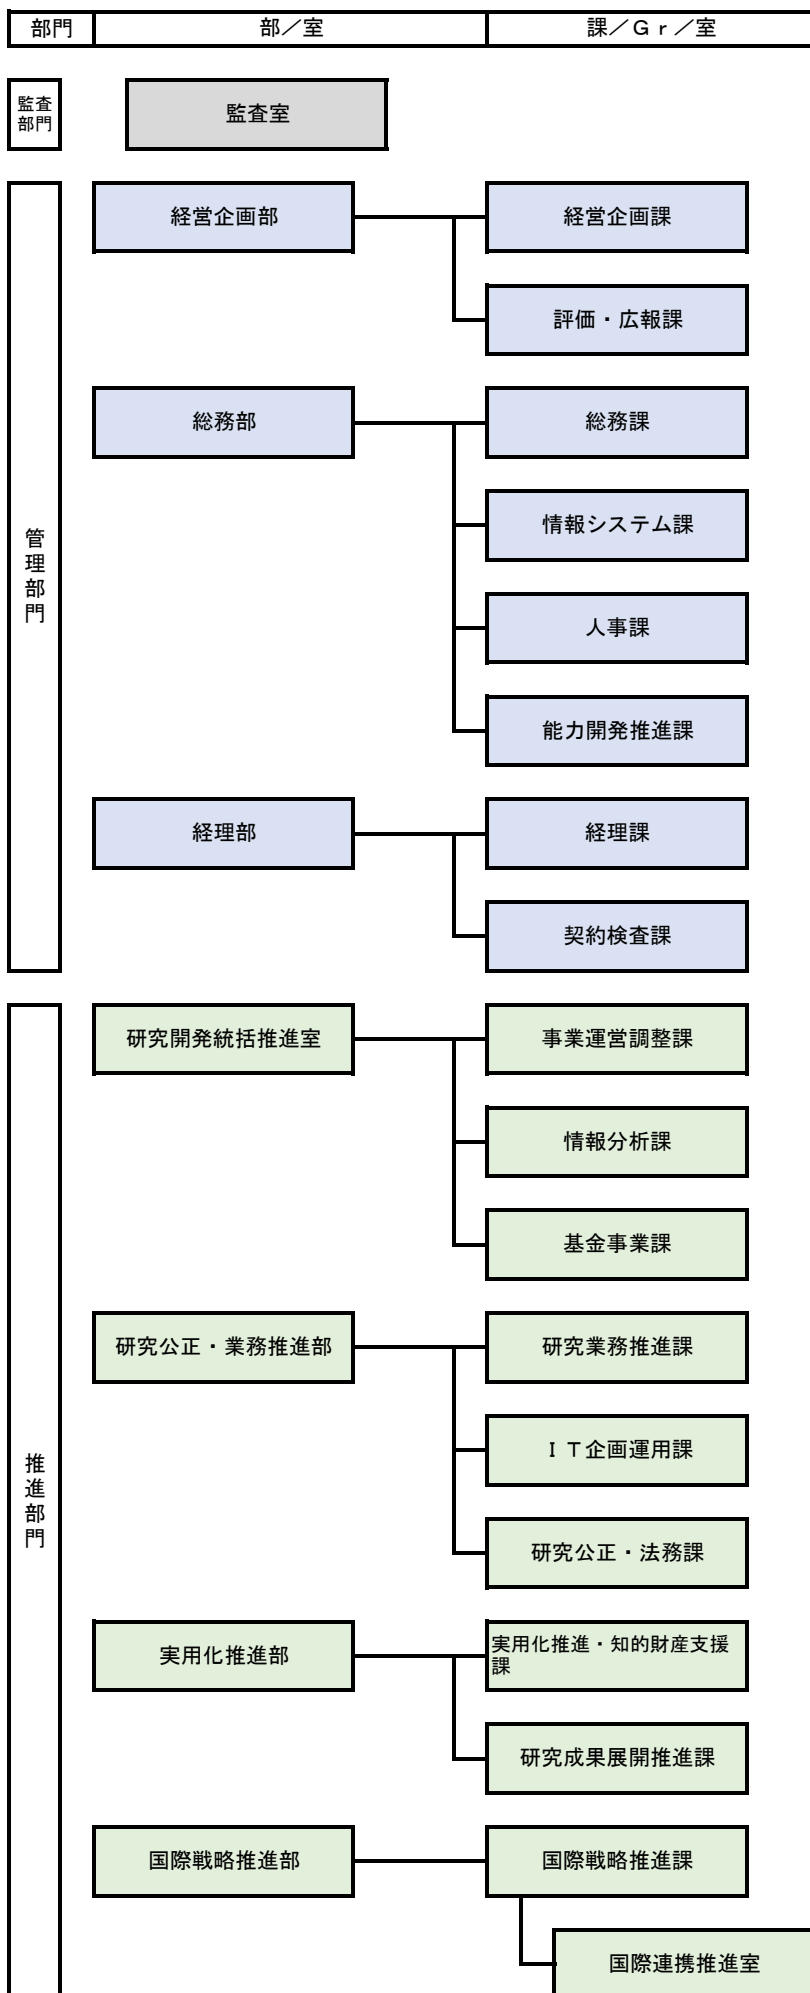 部門
部／室
課／Ｇｒ／室
監査
部門
監査室
管理部門
経営企画部
経営企画課
評価・広報課
総務部
総務課
情報システム課
人事課
能力開発推進課
経理部
経理課
契約検査課
推進部門
研究開発統括推進室
事業運営調整課
情報分析課
基金事業課
研究公正・業務推進部
研究業務推進課
ＩＴ企画運用課
研究公正・法務課
実用化推進部
実用化推進・知的財産支援
課
研究成果展開推進課
国際戦略推進部
国際戦略推進課
国際連携推進室